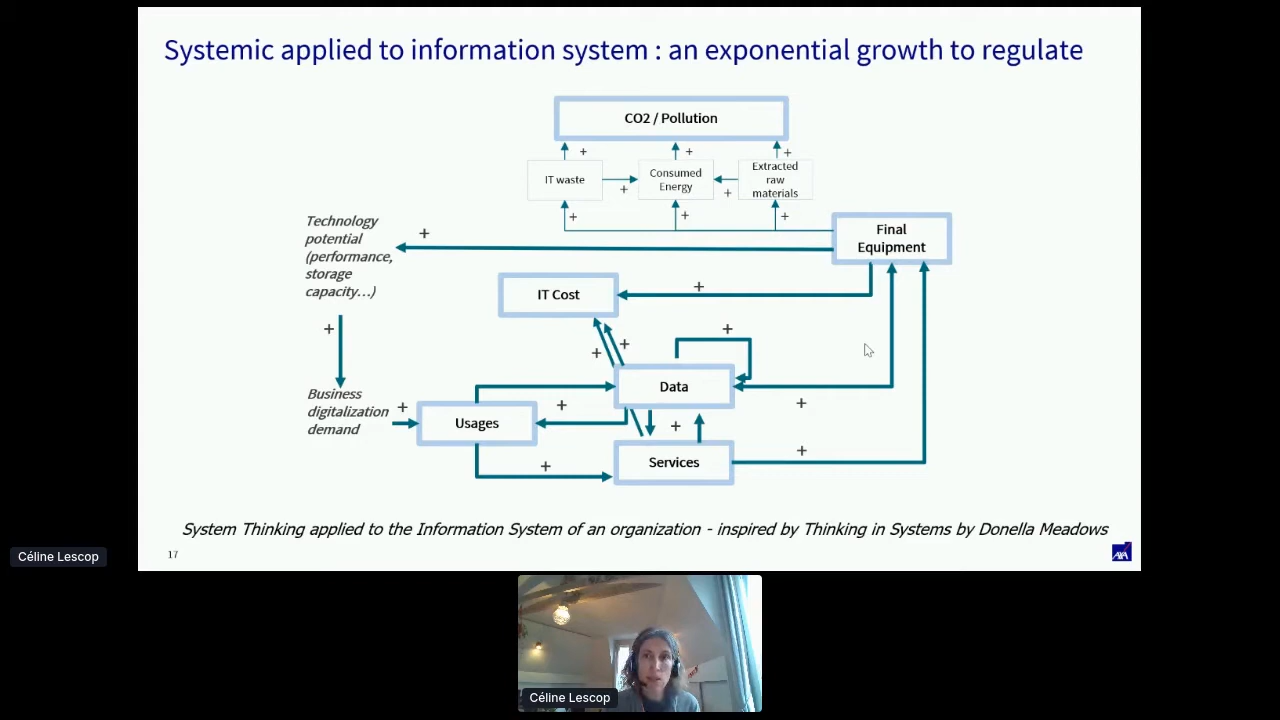 Systemic applied to information system : an exponential growth to regulate
CO2 / Pollution
+
+
+
IT waste
+
Consumed
Energy
+
Extracted
raw
materials
+
+
+
Technology
potential
(performance,
storage
capacity...)
+
Final
Equipment
IT Cost
+
+
+
+
+
Data
Business
digitalization
demand
+
Usages
+
+
+
+
+
Services
System Thinking applied to the Information System of an organization - inspired by Thinking in Systems by Donella Meadows
17
AXA
Céline Lescop
Céline Lescop